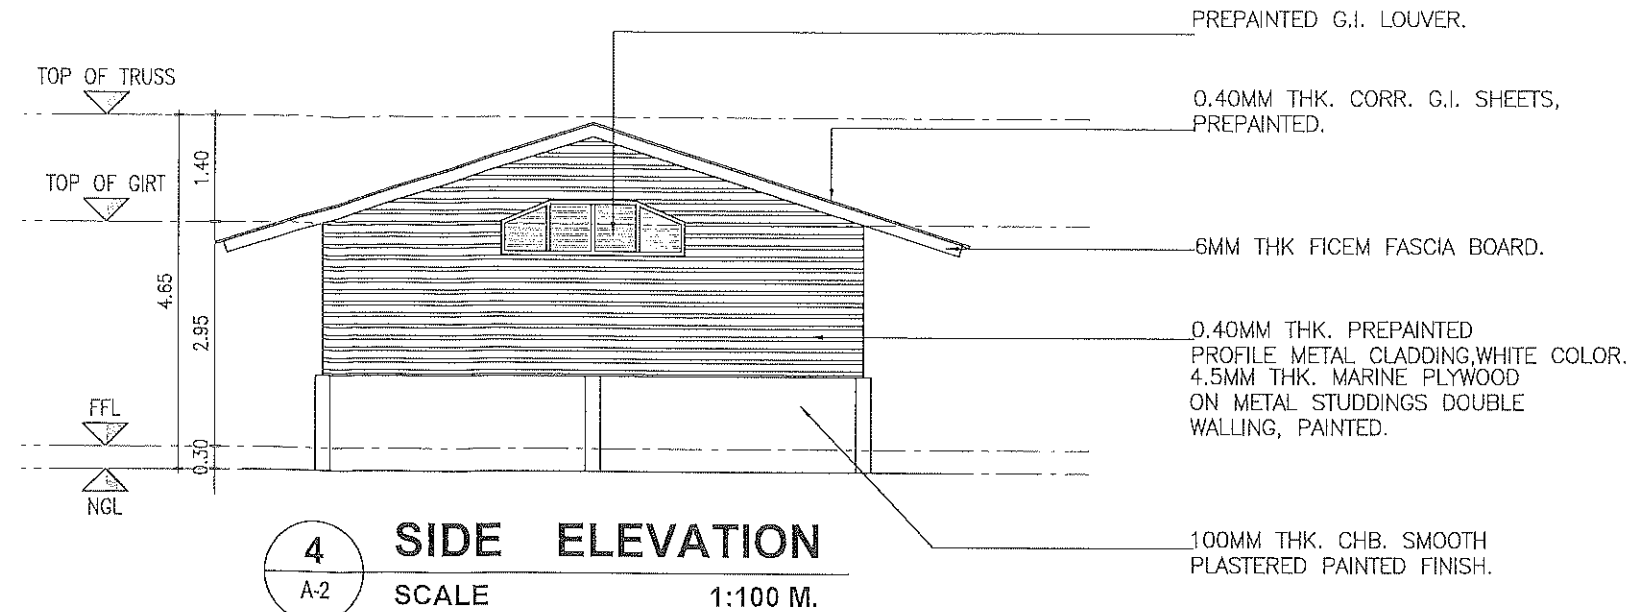 PREPAINTED G.I. LOUVER.
TOP OF TRUSS
0.40MM THK. CORR. G.I. SHEETS,
PREPAINTED.
1.40
TOP OF GIRT
6MM THK FICEM FASCIA BOARD.
4.65
2.95
0.40MM THK. PREPAINTED
PROFILE METAL CLADDING,WHITE COLOR.
4.5MM THK. MARINE PLYWOOD
ON METAL STUDDINGS DOUBLE
WALLING, PAINTED.
FFL
0.30
NGL
100MM THK. CHB. SMOOTH
PLASTERED PAINTED FINISH.
4
A-2
SIDE ELEVATION
SCALE 1:100 M.